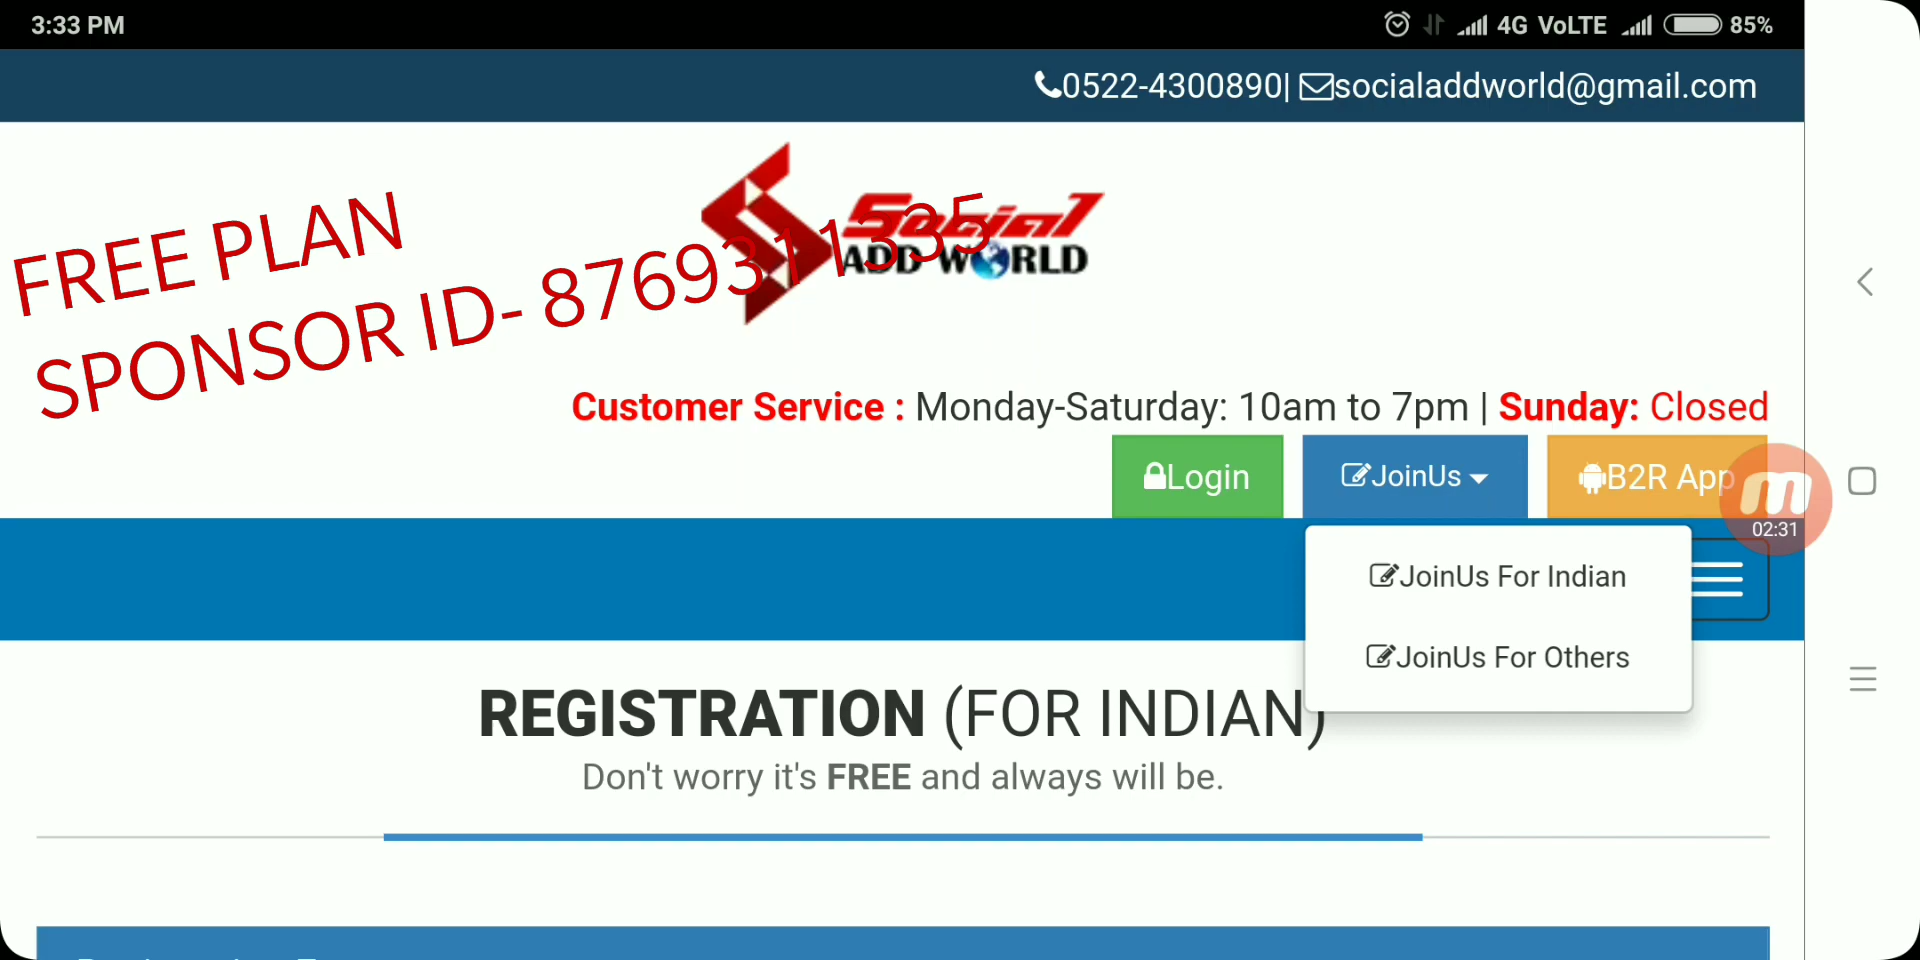 3:33 PM
4G VoLTE 85%
0522-4300890| socialaddworld@gmail.com
Social
ADD WORLD
FREE PLAN
SPONSOR ID- 8769311335
Customer Service : Monday-Saturday: 10am to 7pm | Sunday: Closed
Login
JoinUs
B2R App
m
02:31
JoinUs For Indian
JoinUs For Others
REGISTRATION (FOR INDIAN)
Don't worry it's FREE and always will be.